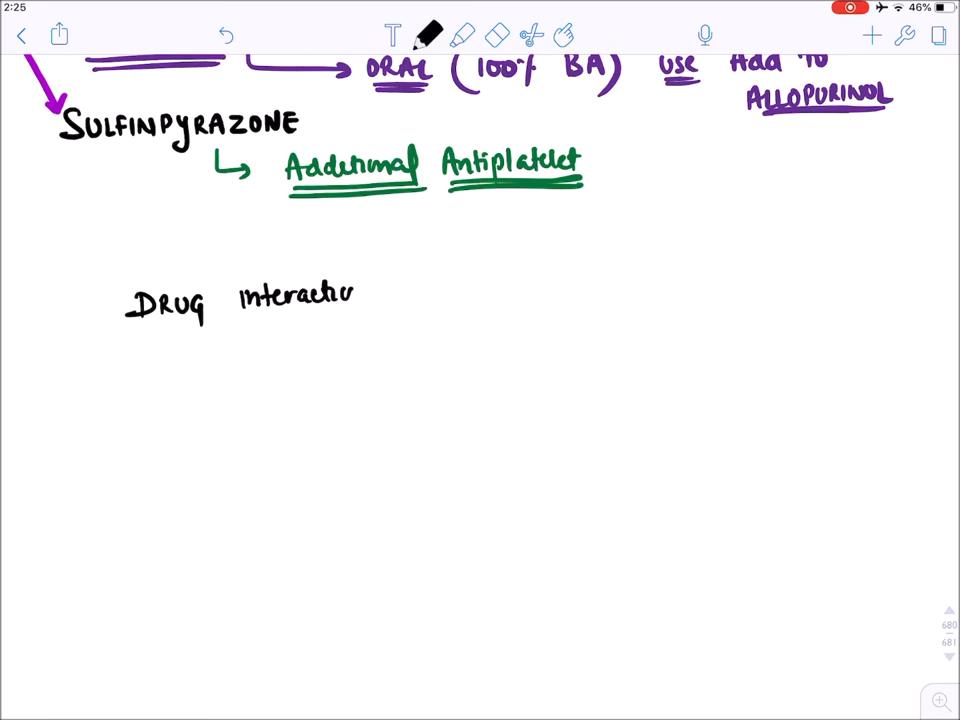 2:25
46%
T
ORAL (100% BA) use Add to
ALLOPURINOL
SULFINPYRAZONE
Additional Antiplatelet
DRUG Interactio
680
681